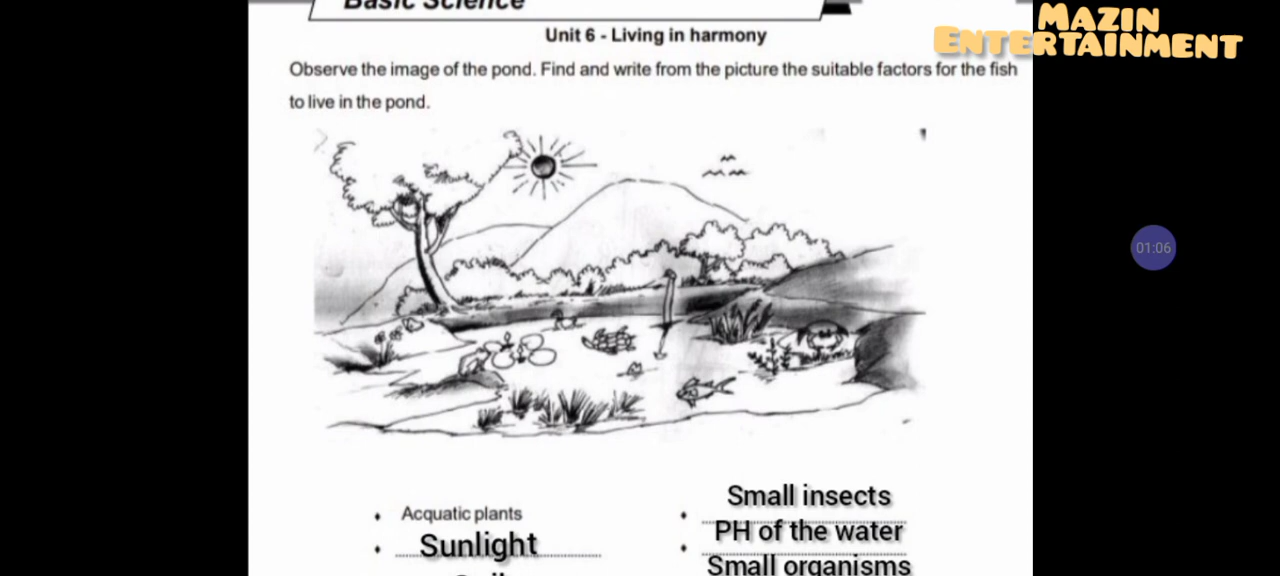 Basic Science
MAZIN
ENTERTAINMENT
Unit 6 - Living in harmony
Observe the image of the pond. Find and write from the picture the suitable factors for the fish
to live in the pond.
01:06
Small insects
Acquatic plants
PH of the water
Sunlight
Small organisms